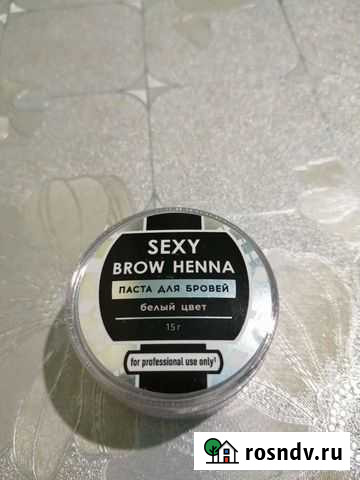 SEXY
BROW HENNA
ПАСТА ДЛЯ БРОВЕЙ
белый цвет
15 г
for professional use only!
rosndv.ru